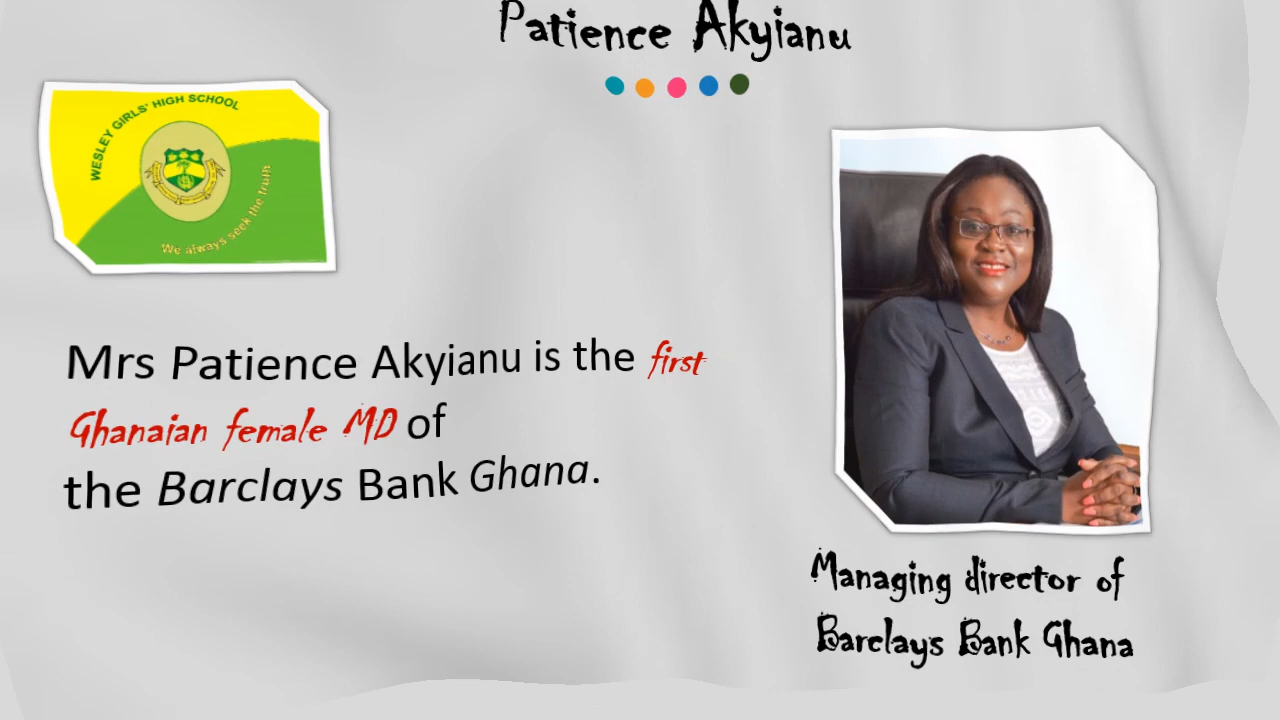 Patience Akyianu
WESLEY GIRLS' HIGH SCHOOL
We always seek the truth
Mrs Patience Akyianu is the first
Ghanaian female MD of
the Barclays Bank Ghana.
Managing director of
Barclays Bank Ghana